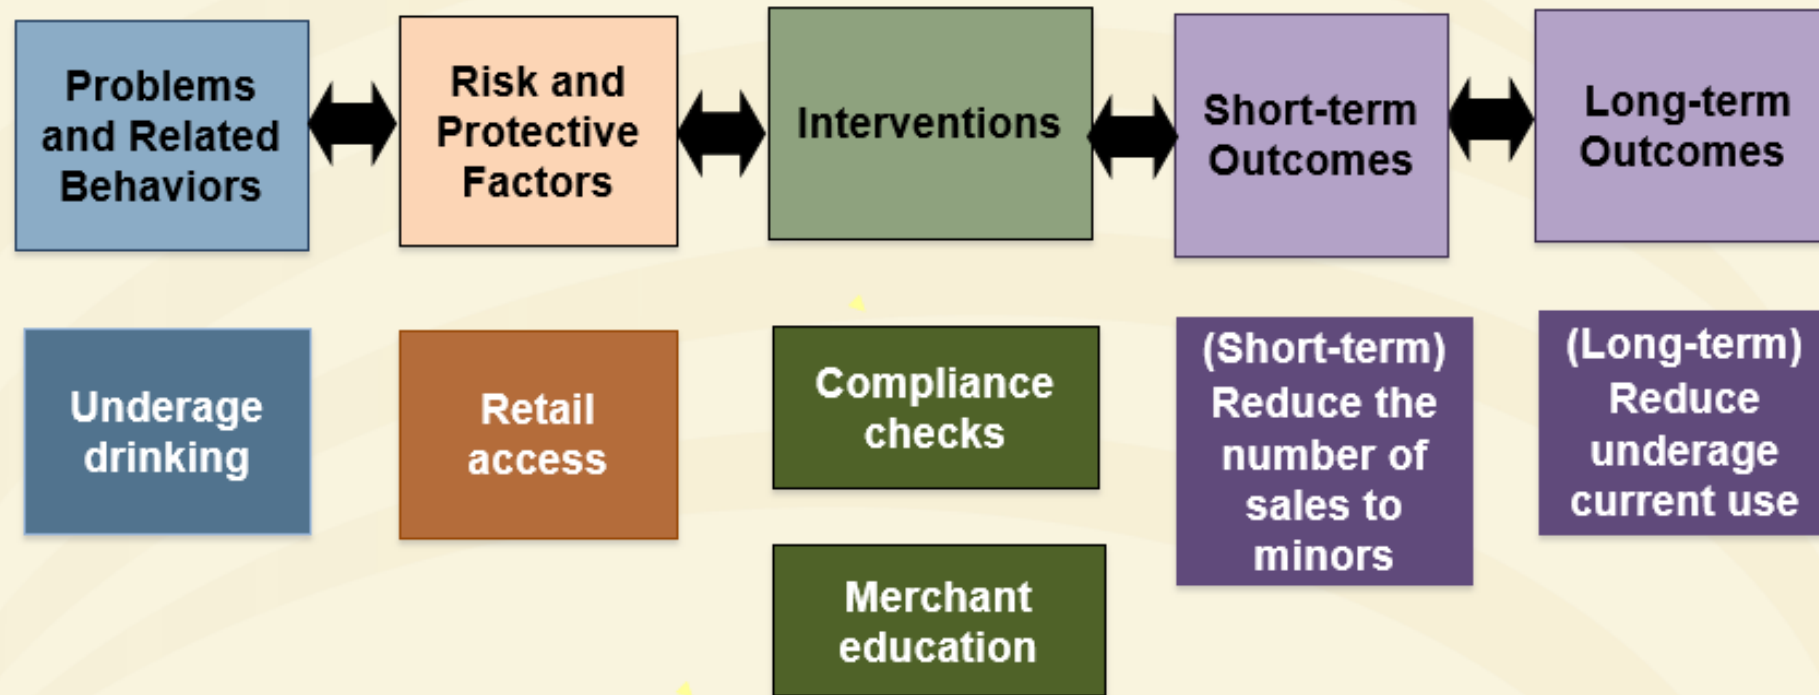 Problems
and Related
Behaviors
Risk and
Protective
Factors
Interventions
Short-term
Outcomes
Long-term
Outcomes
Underage
drinking
Retail
access
Compliance
checks
Merchant
education
(Short-term)
Reduce the
number of
sales to
minors
(Long-term)
Reduce
underage
current use